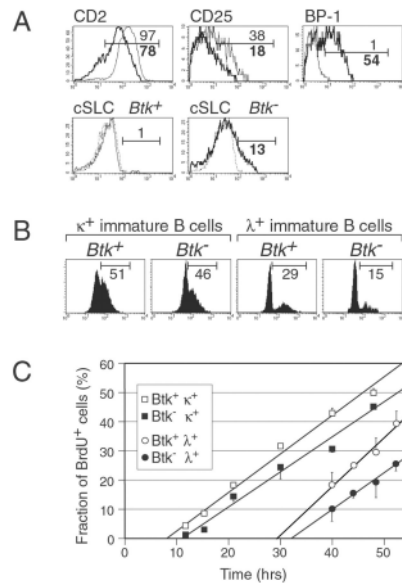 A
CD2
CD25
BP-1
97
78
38
18
1
54
cSLC Btk+
cSLC Btk-
1
13
B
κ+ immature B cells
λ+ immature B cells
Btk+
Btk-
Btk+
Btk-
51
46
29
15
C
Fraction of BrdU+ cells (%)
60
50
40
30
20
10
0
Btk+ κ+
Btk- κ+
Btk+ λ+
Btk- λ+
0 10 20 30 40 50
Time (hrs)